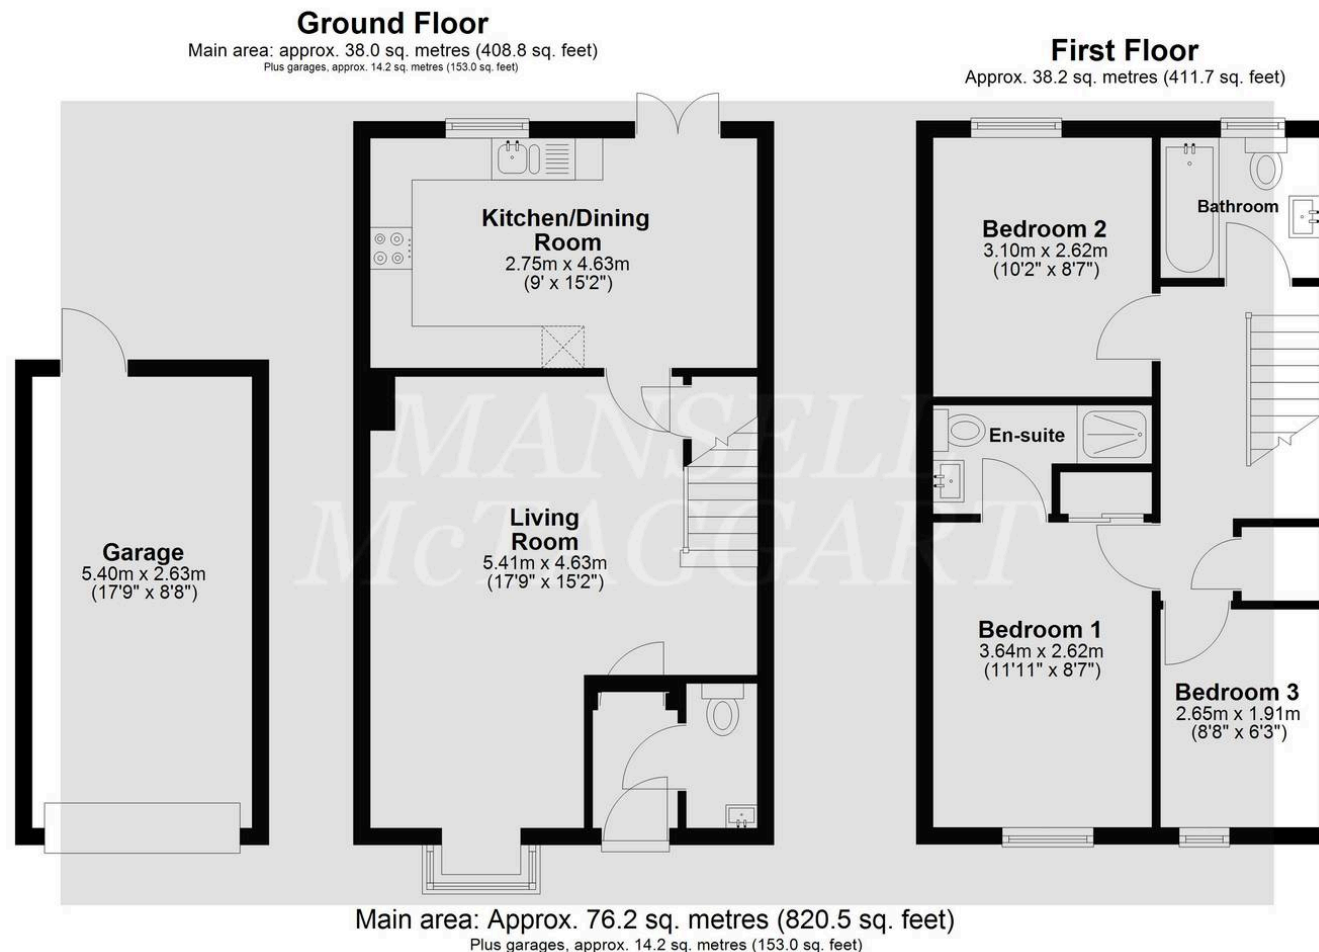 Ground Floor
Main area: approx. 38.0 sq. metres (408.8 sq. feet)
Plus garages, approx. 14.2 sq. metres (153.0 sq. feet)
First Floor
Approx. 38.2 sq. metres (411.7 sq. feet)
Kitchen/Dining
Room
2.75m x 4.63m
(9' x 15'2")
Bedroom 2
3.10m x 2.62m
(10'2" x 8'7")
Bathroom
En-suite
MANSELL
McTAGGART
Living
Room
5.41m x 4.63m
(17'9" x 15'2")
Garage
5.40m x 2.63m
(17'9" x 8'8")
Bedroom 1
3.64m x 2.62m
(11'11" x 8'7")
Bedroom 3
2.65m x 1.91m
(8'8" x 6'3")
Main area: Approx. 76.2 sq. metres (820.5 sq. feet)
Plus garages, approx. 14.2 sq. metres (153.0 sq. feet)